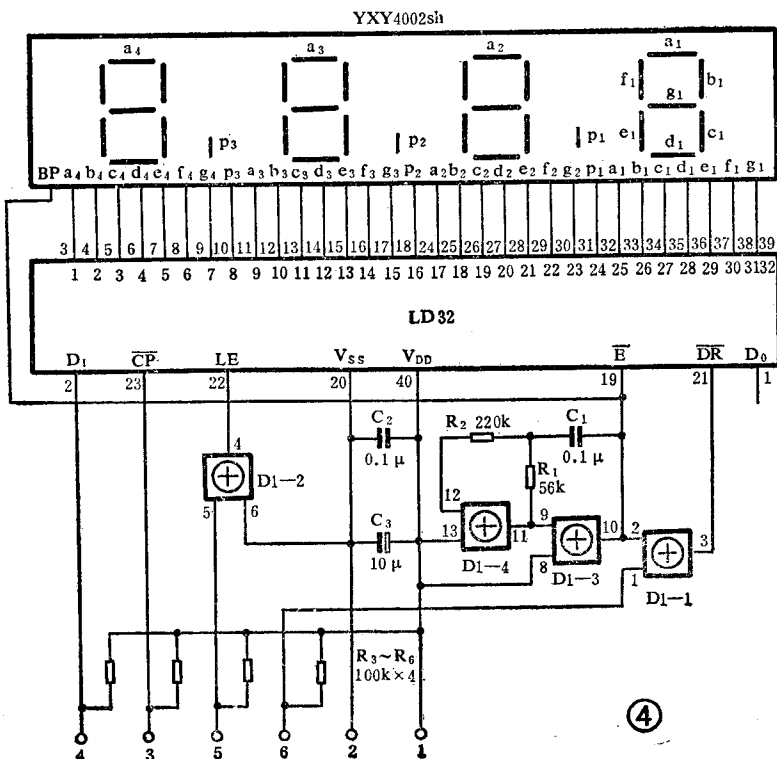 YXY4002sh
a₄ a₃ a₂ a₁
f₁ b₁
g₁
p₃ p₂ p₁ e₁ c₁
d₁
BP a₄ b₄ c₄ d₄ e₄ f₄ g₄ p₃ a₃ b₃ c₃ d₃ e₃ f₃ g₃ p₂ a₂ b₂ c₂ d₂ e₂ f₂ g₂ p₁ a₁ b₁ c₁ d₁ e₁ f₁ g₁
3 4 5 6 7 8 9 10 11 12 13 14 15 16 17 18 24 25 26 27 28 29 30 31 32 33 34 35 36 37 38 39
1 2 3 4 5 6 7 8 9 10 11 12 13 14 15 16 17 18 19 20 21 22 23 24 25 26 27 28 29 30 31 32
LD32
D₁ C̅P̅ LE V_SS V_DD E̅ D̅R̅ D₀
2 23 22 20 40 19 21 1
4
D1—2
5 6
C₂
0.1 μ
R₂ 220k
C₁
0.1 μ
R₁
56k
C₃
10 μ
12
13 11
D1—4
9 10
8
D1—3
2 3
1
D1—1
R₃~R₆
100k×4
④
4 3 5 6 2 1